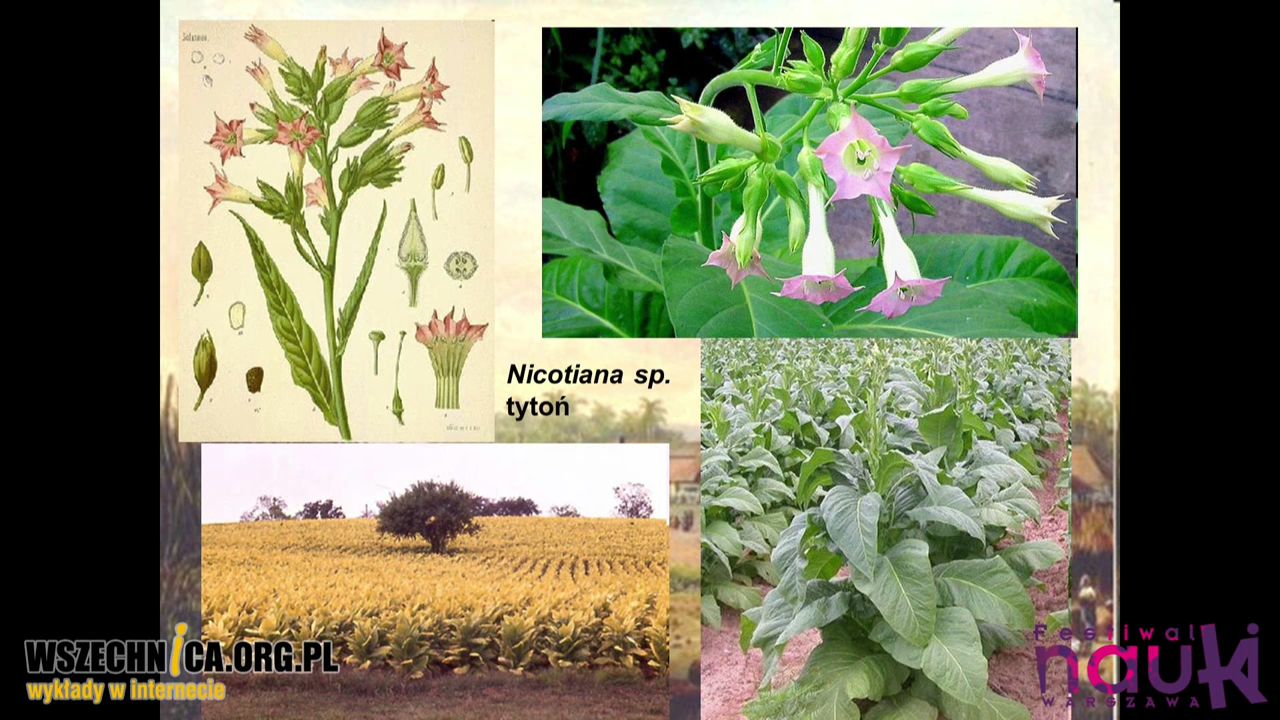 Nicotiana sp.
tytoń
WSZECHNICA.ORG.PL
wykłady w internecie
Festiwal
nauki
WARSZAWA